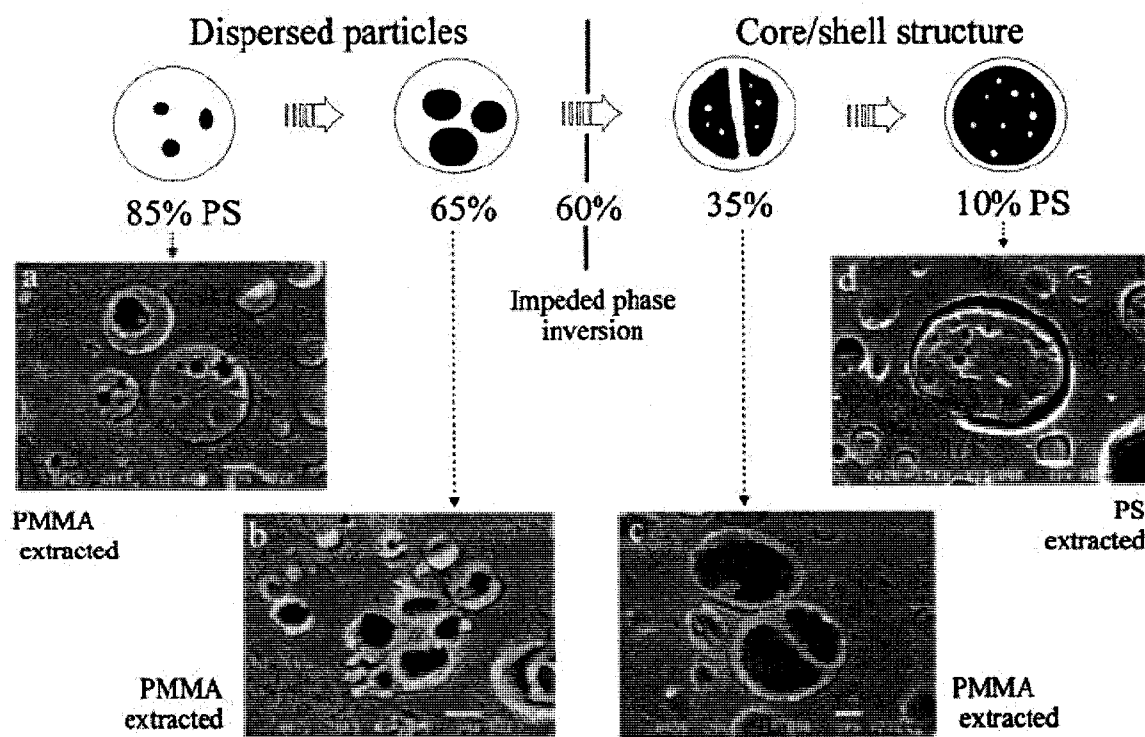 Dispersed particles
Core/shell structure
85% PS
65%
60%
35%
10% PS
Impeded phase
inversion
a
d
PMMA
extracted
PS
extracted
b
c
PMMA
extracted
PMMA
extracted